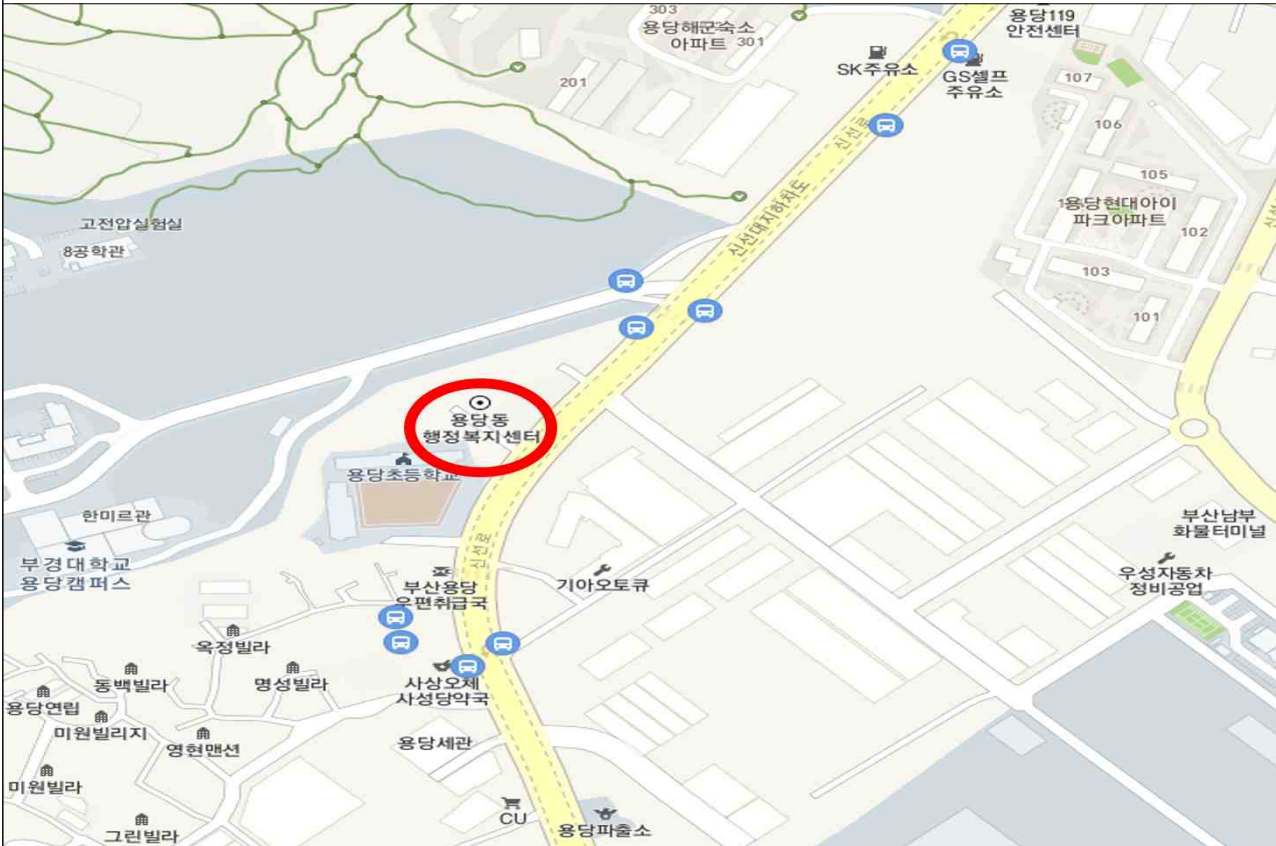 303
용당해군숙소
아파트
301
용당119
안전센터
SK주유소
GS셀프
주유소
201
107
106
105
용당현대아이
파크아파트
102
103
101
신선로
신선대지하차도
고전압실험실
8공학관
용당동
행정복지센터
용당초등학교
한미르관
부경대학교
용당캠퍼스
신선로
부산용당
우편취급국
기아오토큐
부산남부
화물터미널
우성자동차
정비공업
옥정빌라
동백빌라
명성빌라
용당연립
미원빌리지
영현맨션
미원빌라
그린빌라
사상오체
사성당약국
용당세관
CU
용당파출소